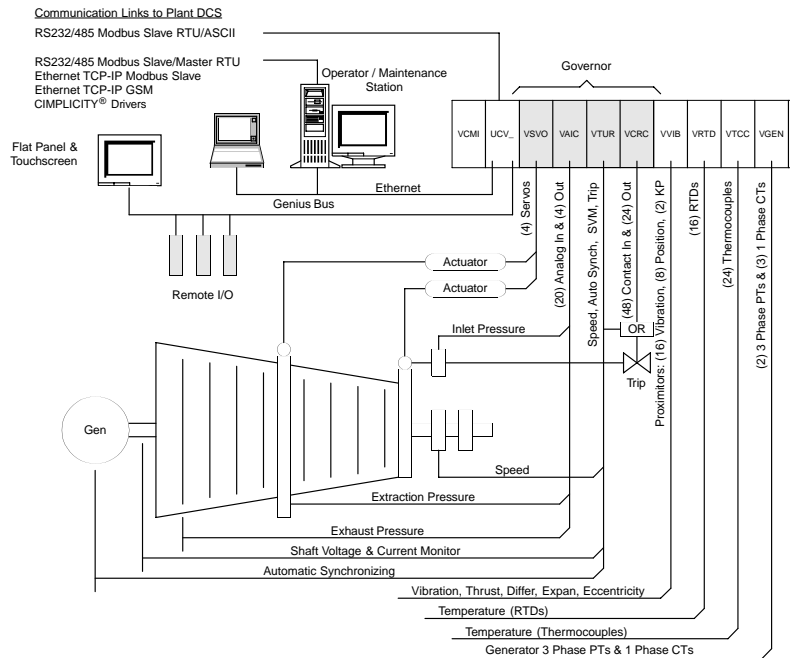 Communication Links to Plant DCS
RS232/485 Modbus Slave RTU/ASCII
RS232/485 Modbus Slave/Master RTU
Ethernet TCP-IP Modbus Slave
Ethernet TCP-IP GSM
CIMPLICITY® Drivers
Operator / Maintenance
Station
Governor
VCMI UCV_ VSVO VAIC VTUR VCRC VVIB VRTD VTCC VGEN
Flat Panel &
Touchscreen
Ethernet
Genius Bus
Remote I/O
(4) Servos
(20) Analog In & (4) Out
Speed, Auto Synch, SVM, Trip
(48) Contact In & (24) Out
Proximitors: (16) Vibration, (8) Position, (2) KP
(16) RTDs
(24) Thermocouples
(2) 3 Phase PTs & (3) 1 Phase CTs
Actuator
Actuator
Inlet Pressure
OR
Trip
Gen
Speed
Extraction Pressure
Exhaust Pressure
Shaft Voltage & Current Monitor
Automatic Synchronizing
Vibration, Thrust, Differ, Expan, Eccentricity
Temperature (RTDs)
Temperature (Thermocouples)
Generator 3 Phase PTs & 1 Phase CTs